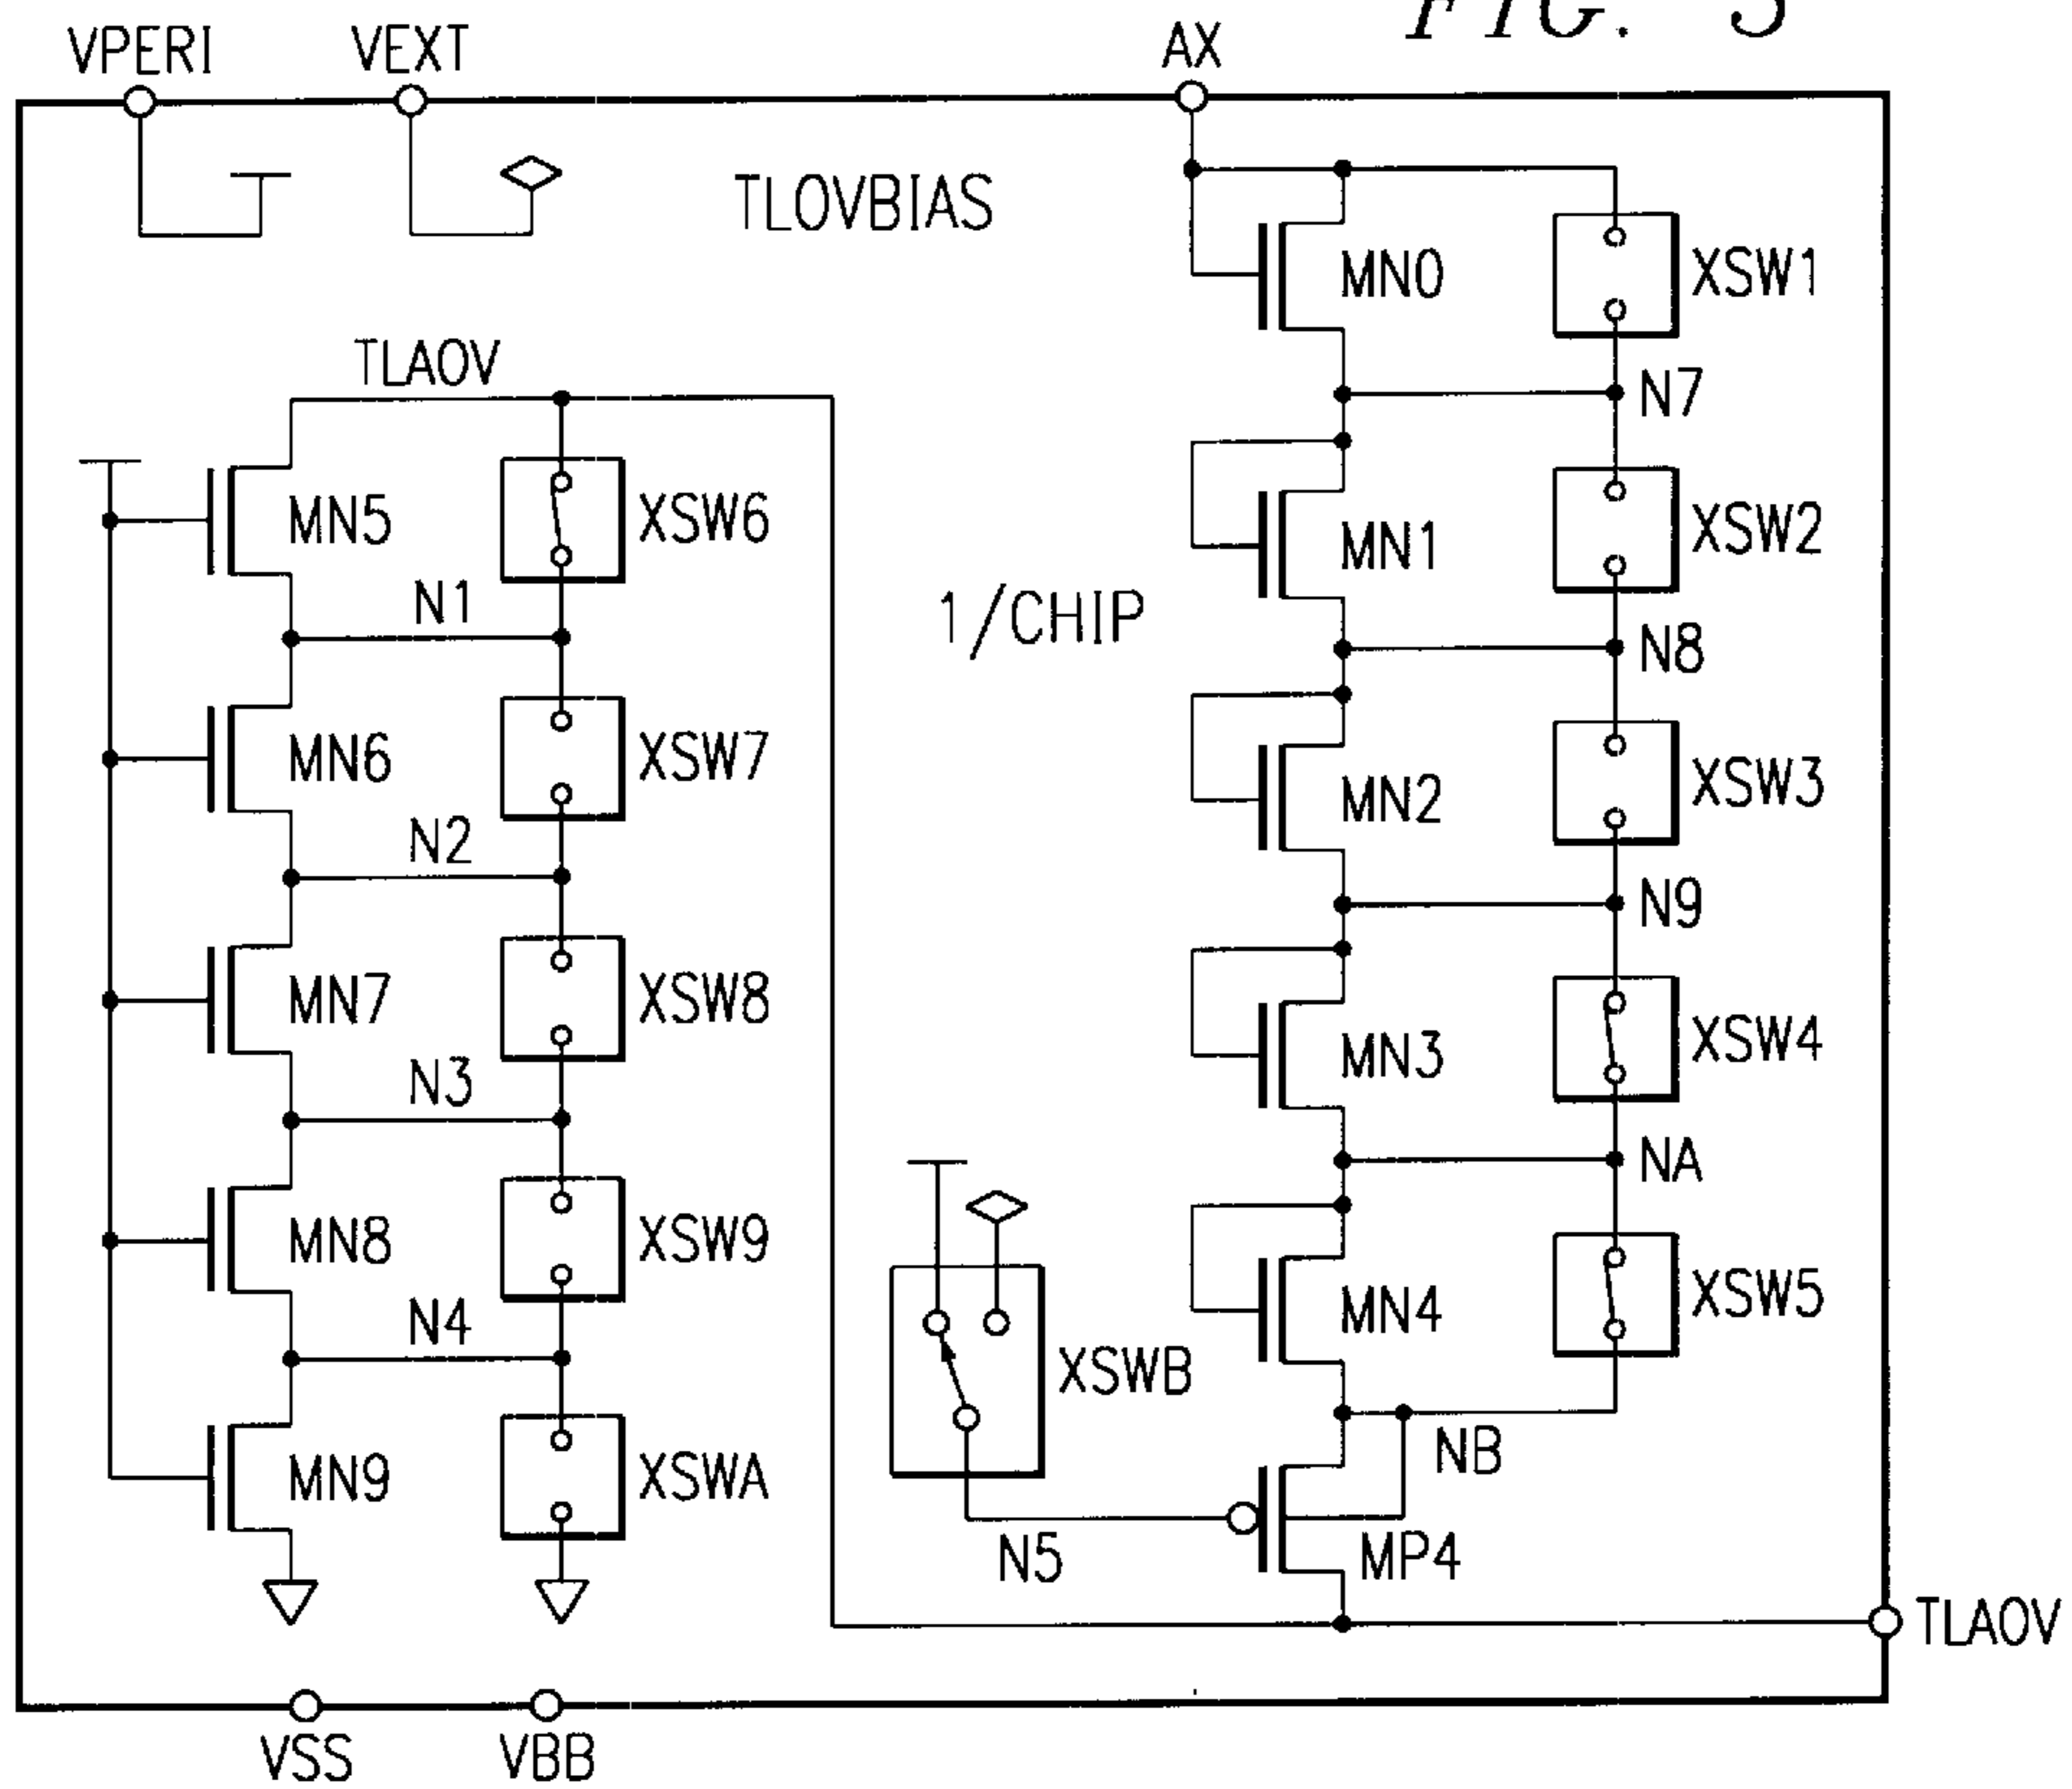 FIG. 5
VPERI
VEXT
AX
TLOVBIAS
MN0
XSW1
TLAOV
N7
MN5
XSW6
MN1
XSW2
N1
1/CHIP
N8
MN6
XSW7
MN2
XSW3
N2
N9
MN7
XSW8
MN3
XSW4
N3
NA
MN8
XSW9
MN4
XSW5
N4
XSWB
NB
MN9
XSWA
N5
MP4
TLAOV
VSS
VBB